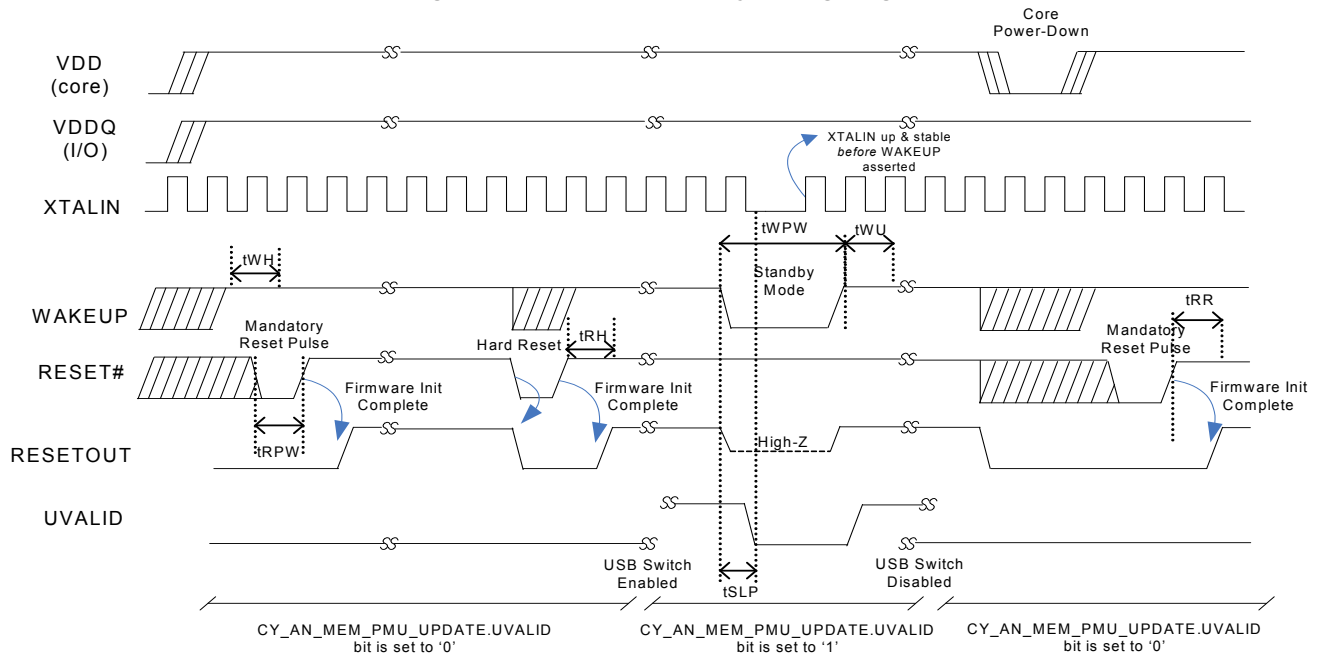 Core
Power-Down
VDD
(core)
VDDQ
(I/O)
XTALIN up & stable
before WAKEUP
asserted
XTALIN
tWPW
tWU
tWH
Standby
Mode
WAKEUP
tRR
Mandatory
Reset Pulse
Hard Reset
tRH
Mandatory
Reset Pulse
RESET#
Firmware Init
Complete
Firmware Init
Complete
Firmware Init
Complete
tRPW
High-Z
RESETOUT
UVALID
USB Switch
Enabled
USB Switch
Disabled
tSLP
CY_AN_MEM_PMU_UPDATE.UVALID
bit is set to ‘0’
CY_AN_MEM_PMU_UPDATE.UVALID
bit is set to ‘1’
CY_AN_MEM_PMU_UPDATE.UVALID
bit is set to ‘0’